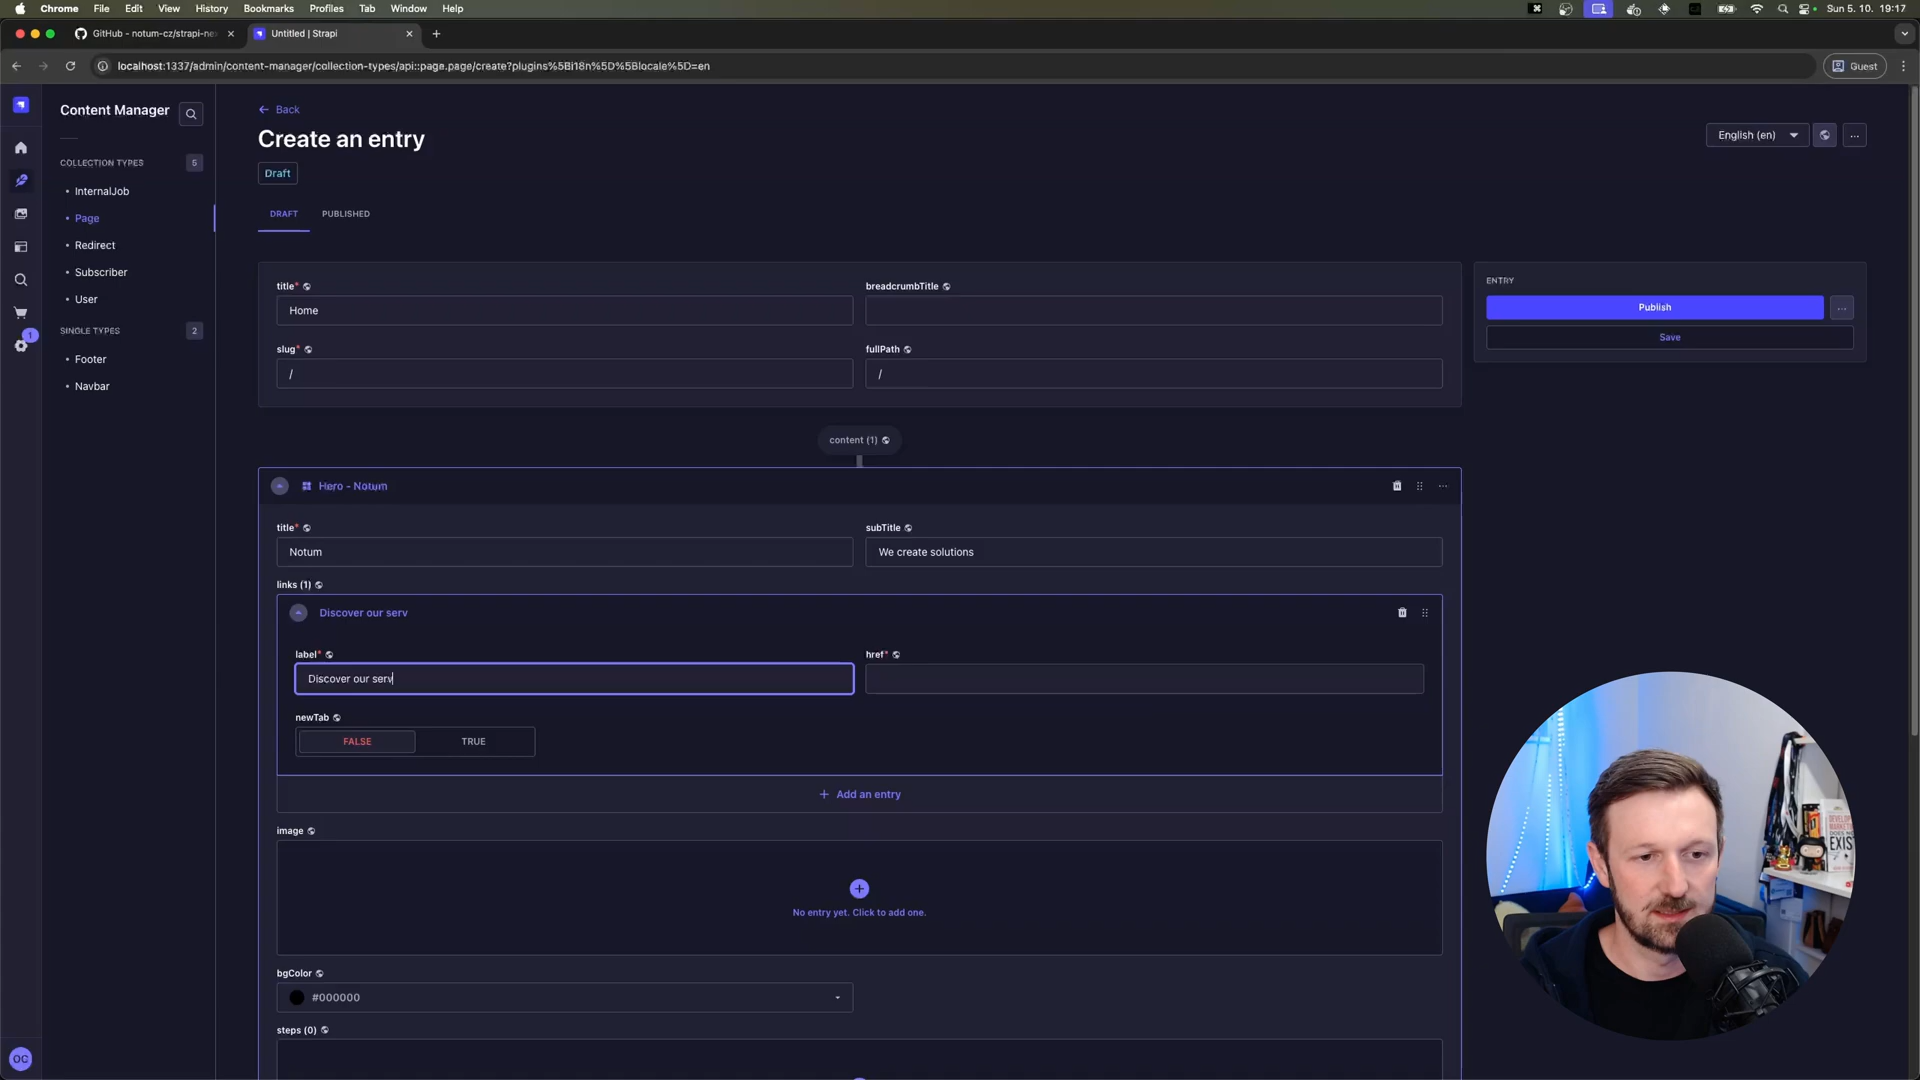 Chrome File Edit View History Bookmarks Profiles Tab Window Help Sun 5. 10. 19:17
GitHub - notum-cz/strapi-ne Untitled | Strapi
localhost:1337/admin/content-manager/collection-types/api::page.page/create?plugins%5Bi18n%5D%5Blocale%5D=en Guest
Content Manager
COLLECTION TYPES 5
InternalJob
Page
Redirect
Subscriber
User
SINGLE TYPES 2
Footer
Navbar
1
OC
Back
Create an entry
English (en)
Draft
DRAFT PUBLISHED
title* breadcrumbTitle
Home
slug* fullPath
/ /
ENTRY
Publish
Save
content (1)
Hero - Notum
title* subTitle
Notum We create solutions
links (1)
Discover our serv
label* href*
Discover our serv
newTab
FALSE TRUE
Add an entry
image
No entry yet. Click to add one.
bgColor
#000000
steps (0)
EXIS